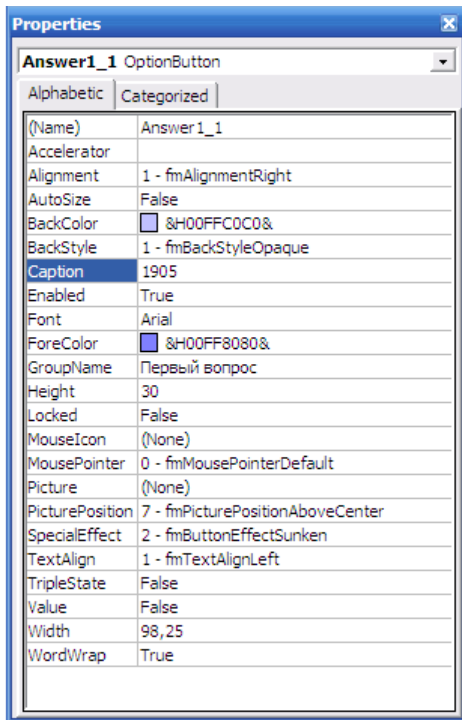 Properties
Answer1_1 OptionButton
Alphabetic Categorized
(Name) Answer1_1
Accelerator
Alignment 1 - fmAlignmentRight
AutoSize False
BackColor &H00FFC0C0&
BackStyle 1 - fmBackStyleOpaque
Caption 1905
Enabled True
Font Arial
ForeColor &H00FF8080&
GroupName Первый вопрос
Height 30
Locked False
MouseIcon (None)
MousePointer 0 - fmMousePointerDefault
Picture (None)
PicturePosition 7 - fmPicturePositionAboveCenter
SpecialEffect 2 - fmButtonEffectSunken
TextAlign 1 - fmTextAlignLeft
TripleState False
Value False
Width 98,25
WordWrap True